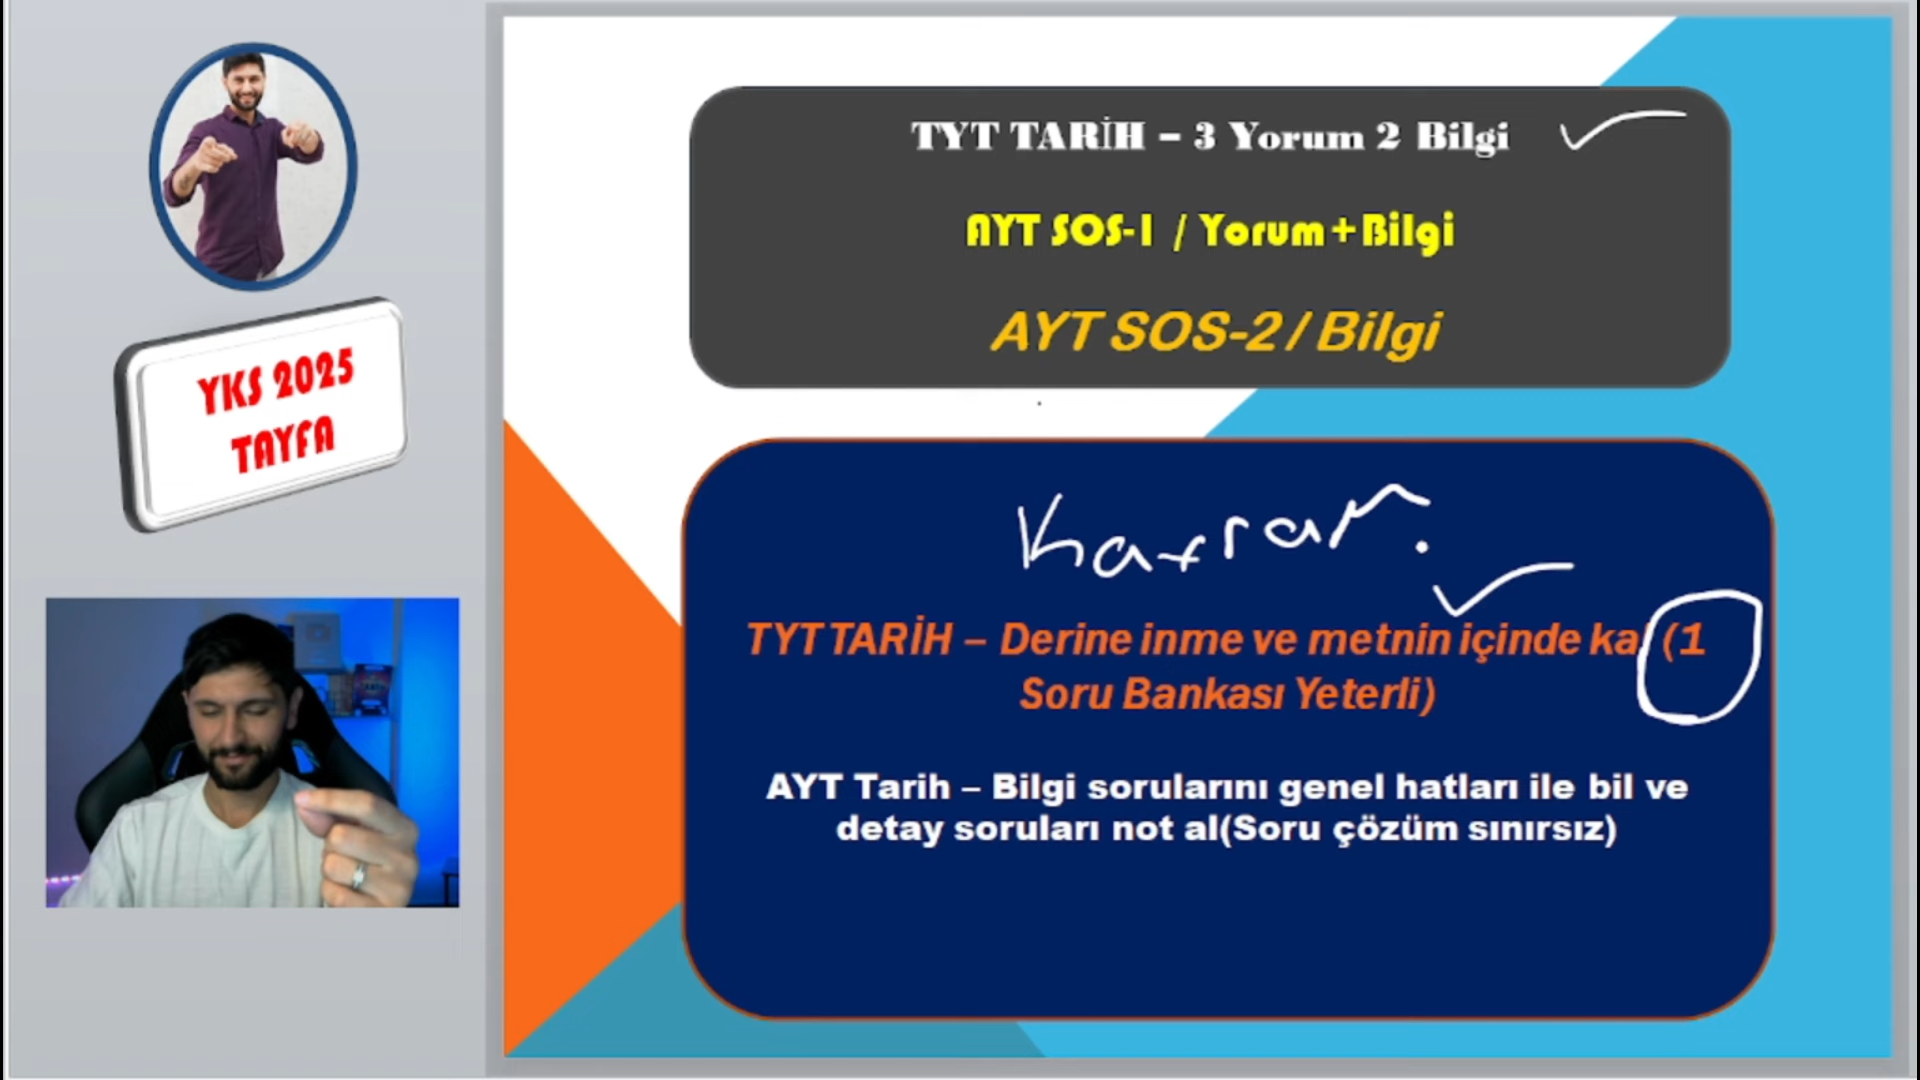 TYT TARİH – 3 Yorum 2 Bilgi
AYT SOS-1 / Yorum+Bilgi
AYT SOS-2 / Bilgi
YKS 2025
TAYFA
TYT TARİH – Derine inme ve metnin içinde (1
Soru Bankası Yeterli)
AYT Tarih – Bilgi sorularını genel hatları ile bil ve
detay soruları not al(Soru çözüm sınırsız)